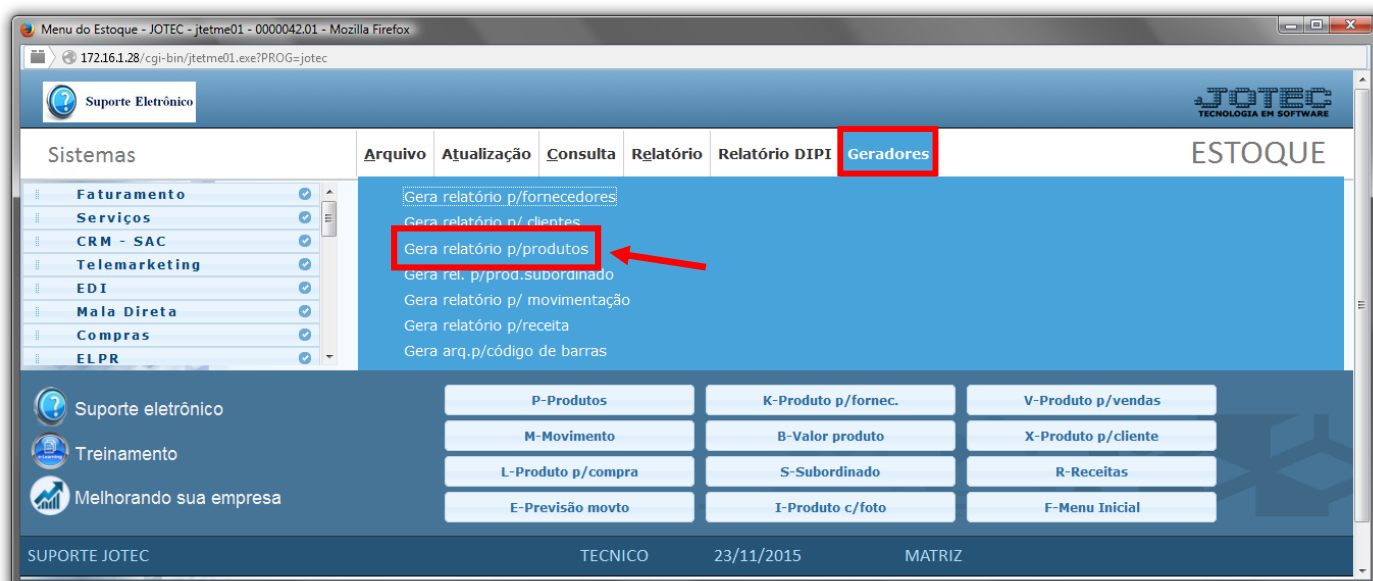 Menu do Estoque - JOTEC - jtetme01 - 0000042.01 - Mozilla Firefox
172.16.1.28/cgi-bin/jtetme01.exe?PROG=jotec
Suporte Eletrônico
JOTEC
TECNOLOGIA EM SOFTWARE
Sistemas
Arquivo Atualização Consulta Relatório Relatório DIPI Geradores
ESTOQUE
Faturamento
Serviços
CRM - SAC
Telemarketing
EDI
Mala Direta
Compras
ELPR
Gera relatório p/fornecedores
Gera relatório p/ clientes
Gera relatório p/produtos
Gera rel. p/prod.subordinado
Gera relatório p/ movimentação
Gera relatório p/receita
Gera arq.p/código de barras
Suporte eletrônico
e-Learning
Treinamento
Melhorando sua empresa
P-Produtos K-Produto p/fornec. V-Produto p/vendas
M-Movimento B-Valor produto X-Produto p/cliente
L-Produto p/compra S-Subordinado R-Receitas
E-Previsão movto I-Produto c/foto F-Menu Inicial
SUPORTE JOTEC TECNICO 23/11/2015 MATRIZ